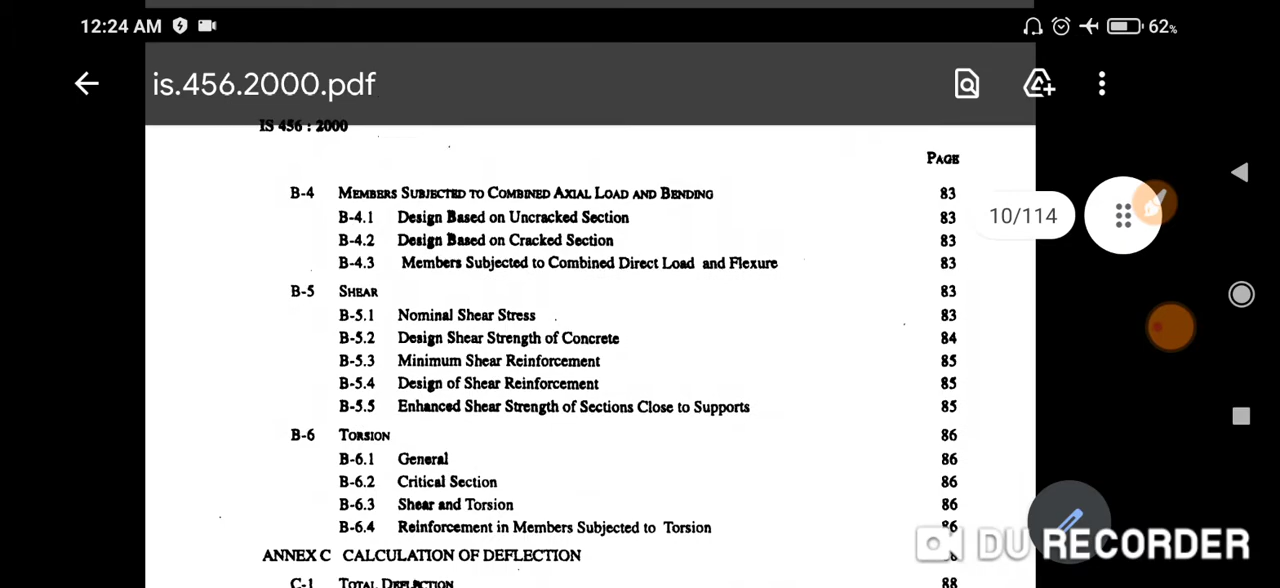 12:24 AM 62%
is.456.2000.pdf
IS 456 : 2000
PAGE
B-4 MEMBERS SUBJECTED TO COMBINED AXIAL LOAD AND BENDING 83
10/114
B-4.1 Design Based on Uncracked Section 83
B-4.2 Design Based on Cracked Section 83
B-4.3 Members Subjected to Combined Direct Load and Flexure 83
B-5 SHEAR 83
B-5.1 Nominal Shear Stress 83
B-5.2 Design Shear Strength of Concrete 84
B-5.3 Minimum Shear Reinforcement 85
B-5.4 Design of Shear Reinforcement 85
B-5.5 Enhanced Shear Strength of Sections Close to Supports 85
B-6 TORSION 86
B-6.1 General 86
B-6.2 Critical Section 86
B-6.3 Shear and Torsion 86
B-6.4 Reinforcement in Members Subjected to Torsion 86
DU RECORDER
ANNEX C CALCULATION OF DEFLECTION
C-1 TOTAL DEFLECTION 88